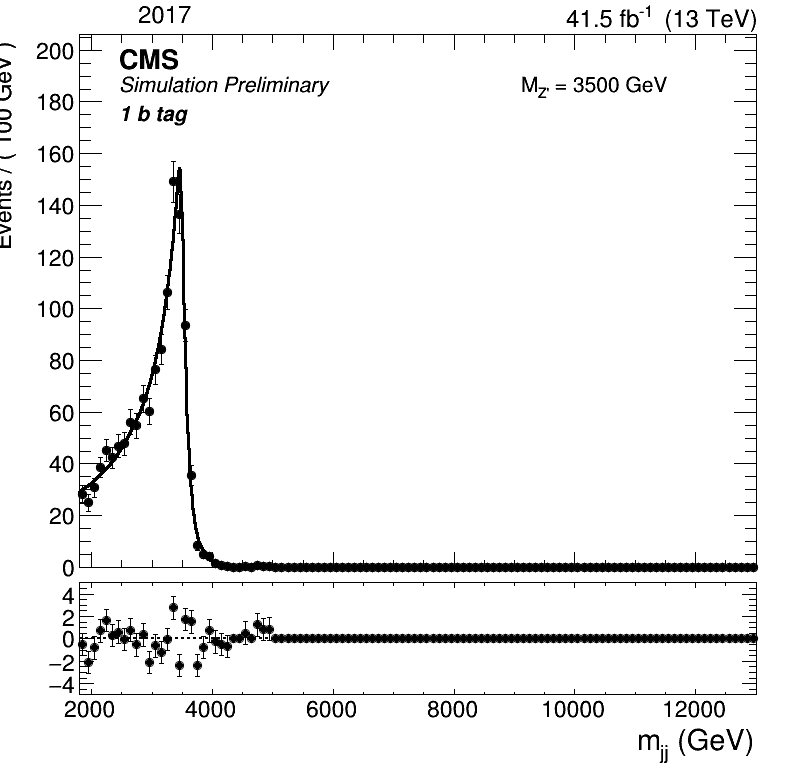 2017
41.5 fb-1 (13 TeV)
CMS
Simulation Preliminary
1 b tag
MZ' = 3500 GeV
Events / ( 100 GeV )
200
180
160
140
120
100
80
60
40
20
0
4
2
0
−2
−4
2000 4000 6000 8000 10000 12000
mjj (GeV)